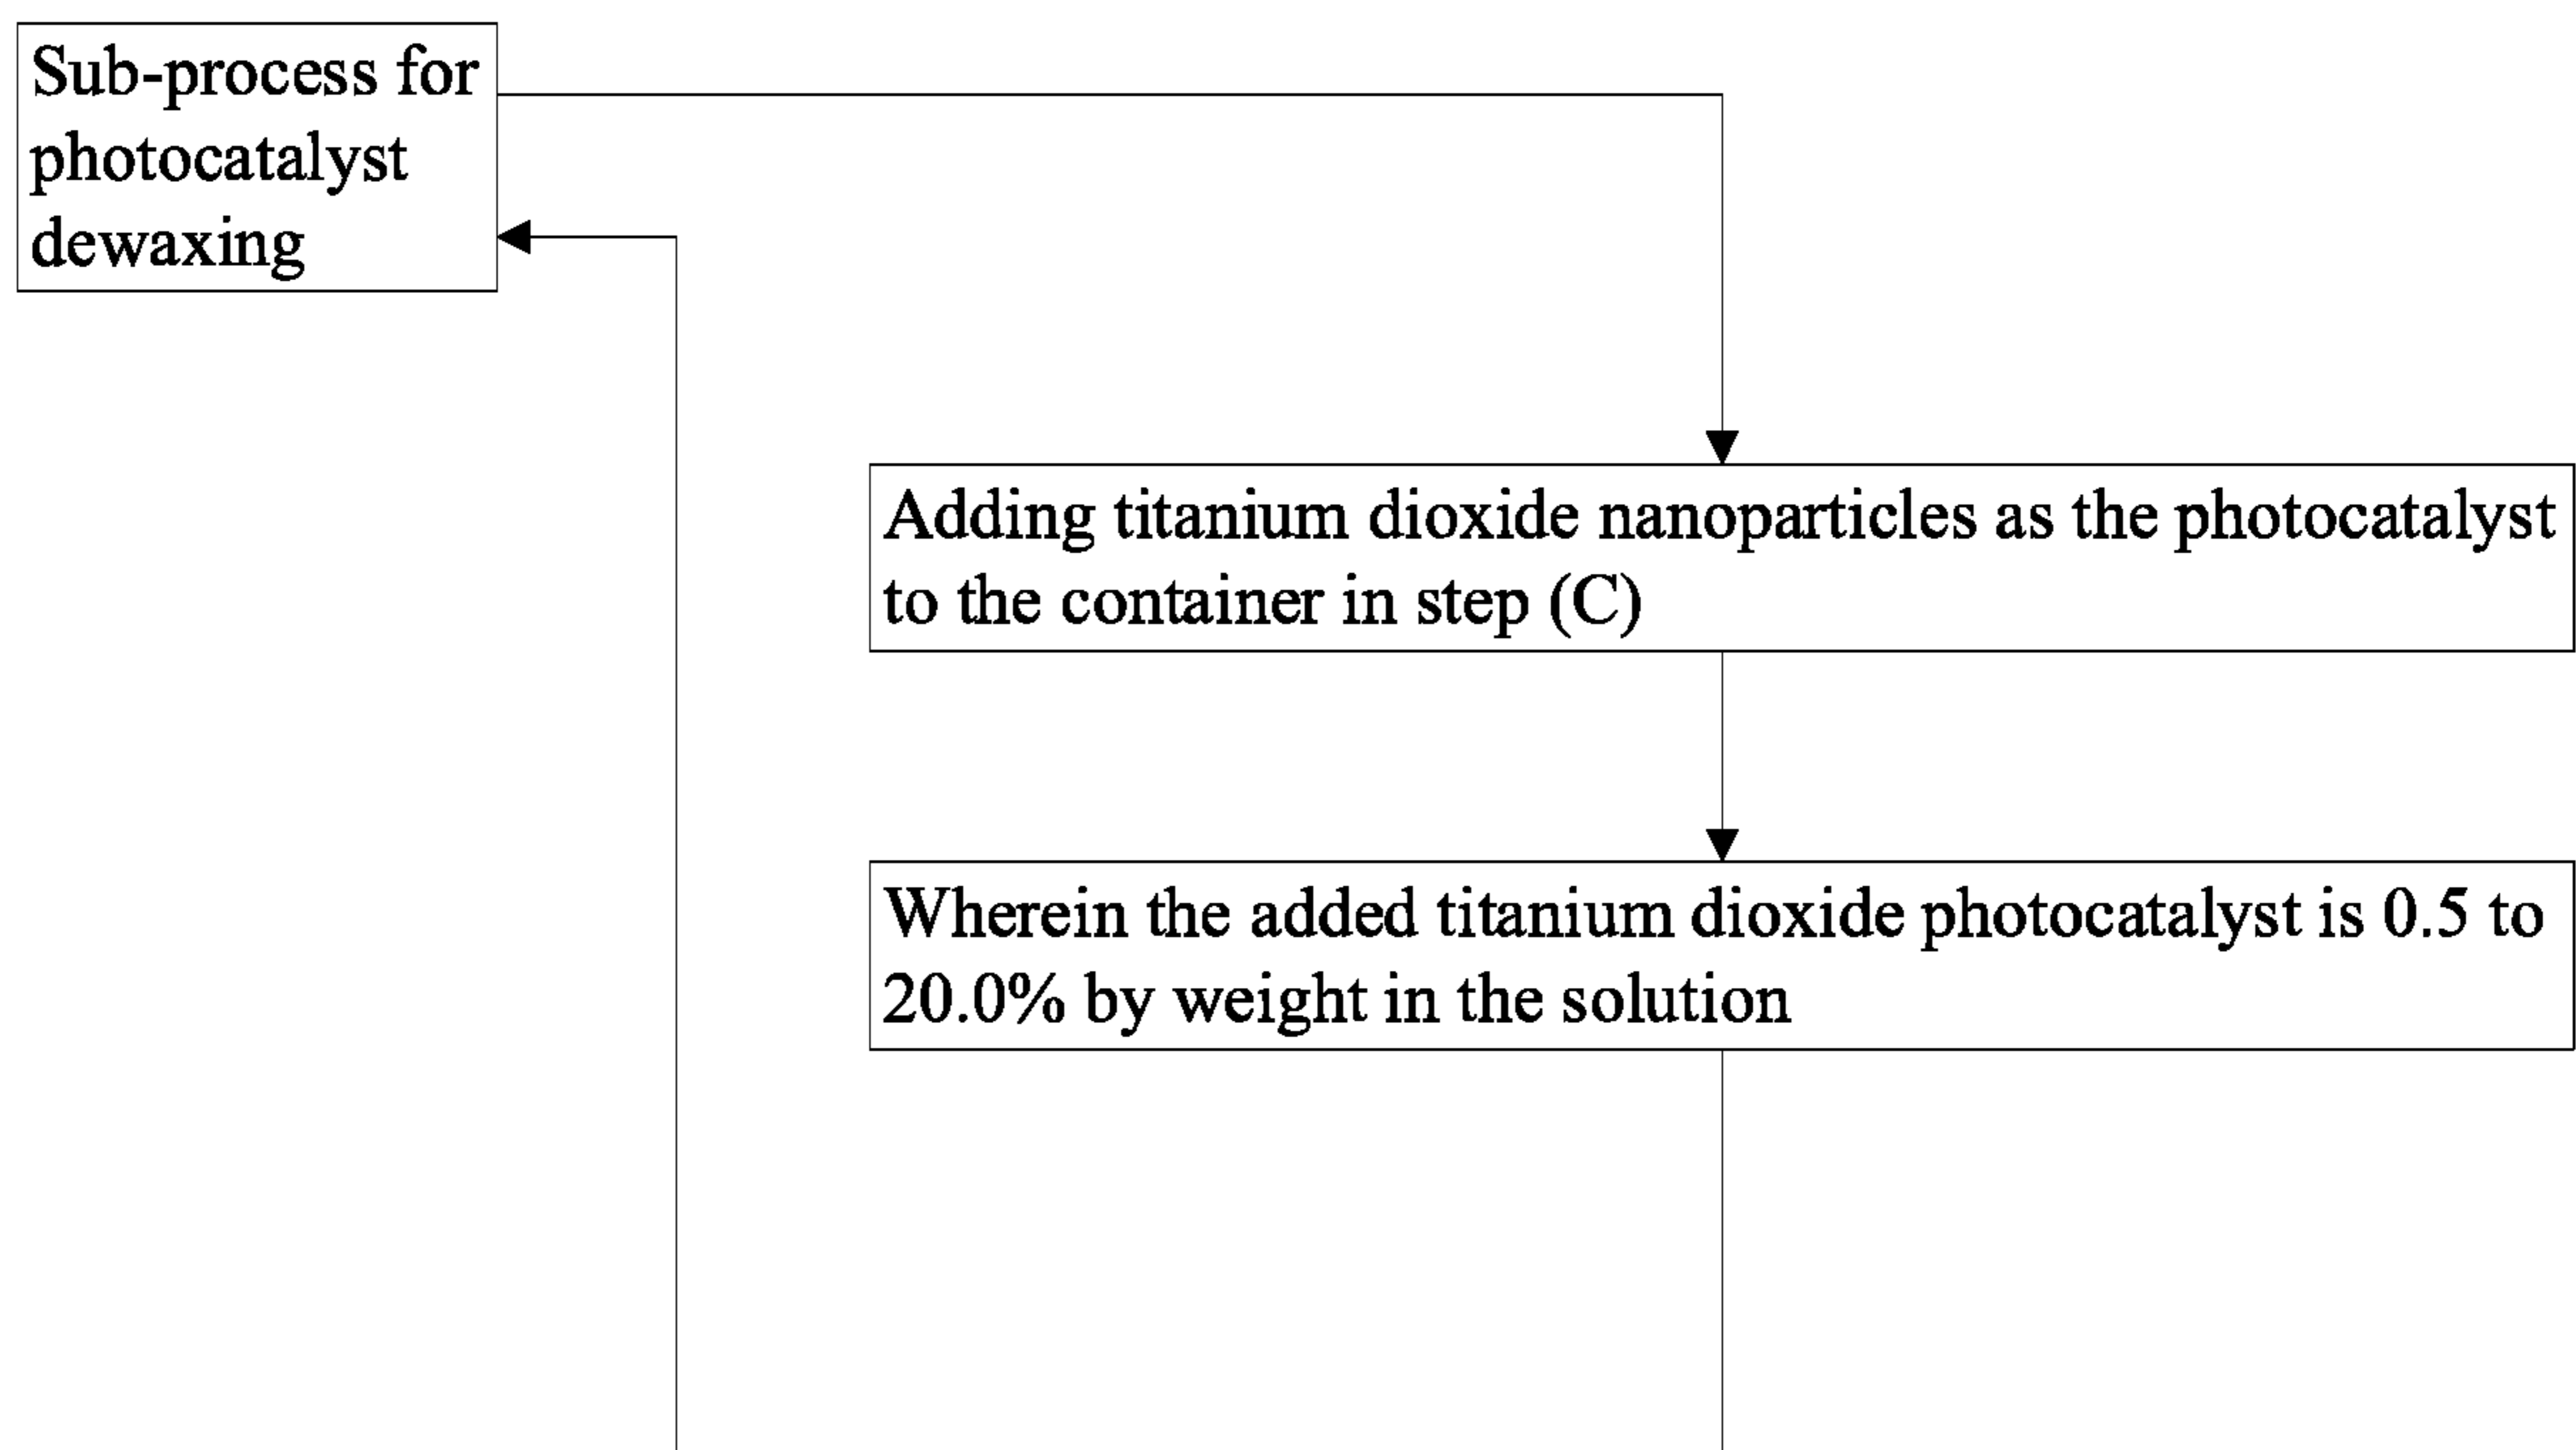 Sub-process for
photocatalyst
dewaxing
Adding titanium dioxide nanoparticles as the photocatalyst
to the container in step (C)
Wherein the added titanium dioxide photocatalyst is 0.5 to
20.0% by weight in the solution